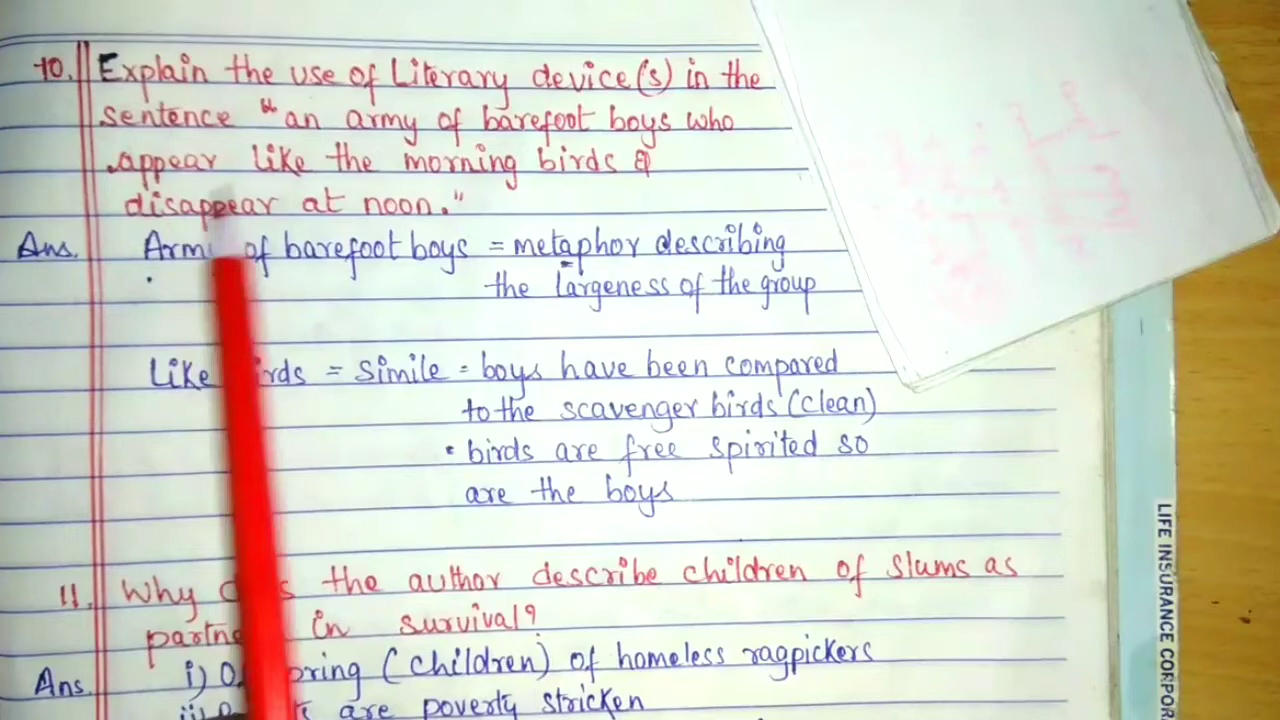 10. Explain the use of Literary device(s) in the
sentence "an army of barefoot boys who
appear like the morning birds &
disappear at noon."
Ans. of barefoot boys = metaphor describing
the largeness of the group
Like = Simile = boys have been compared
to the scavenger birds (clean)
• birds are free spirited so
are the boys
11. Why the author describe children of slums as
in survival?
Ans i) (children) of homeless ragpickers
are poverty stricken
LIFE INSURANCE